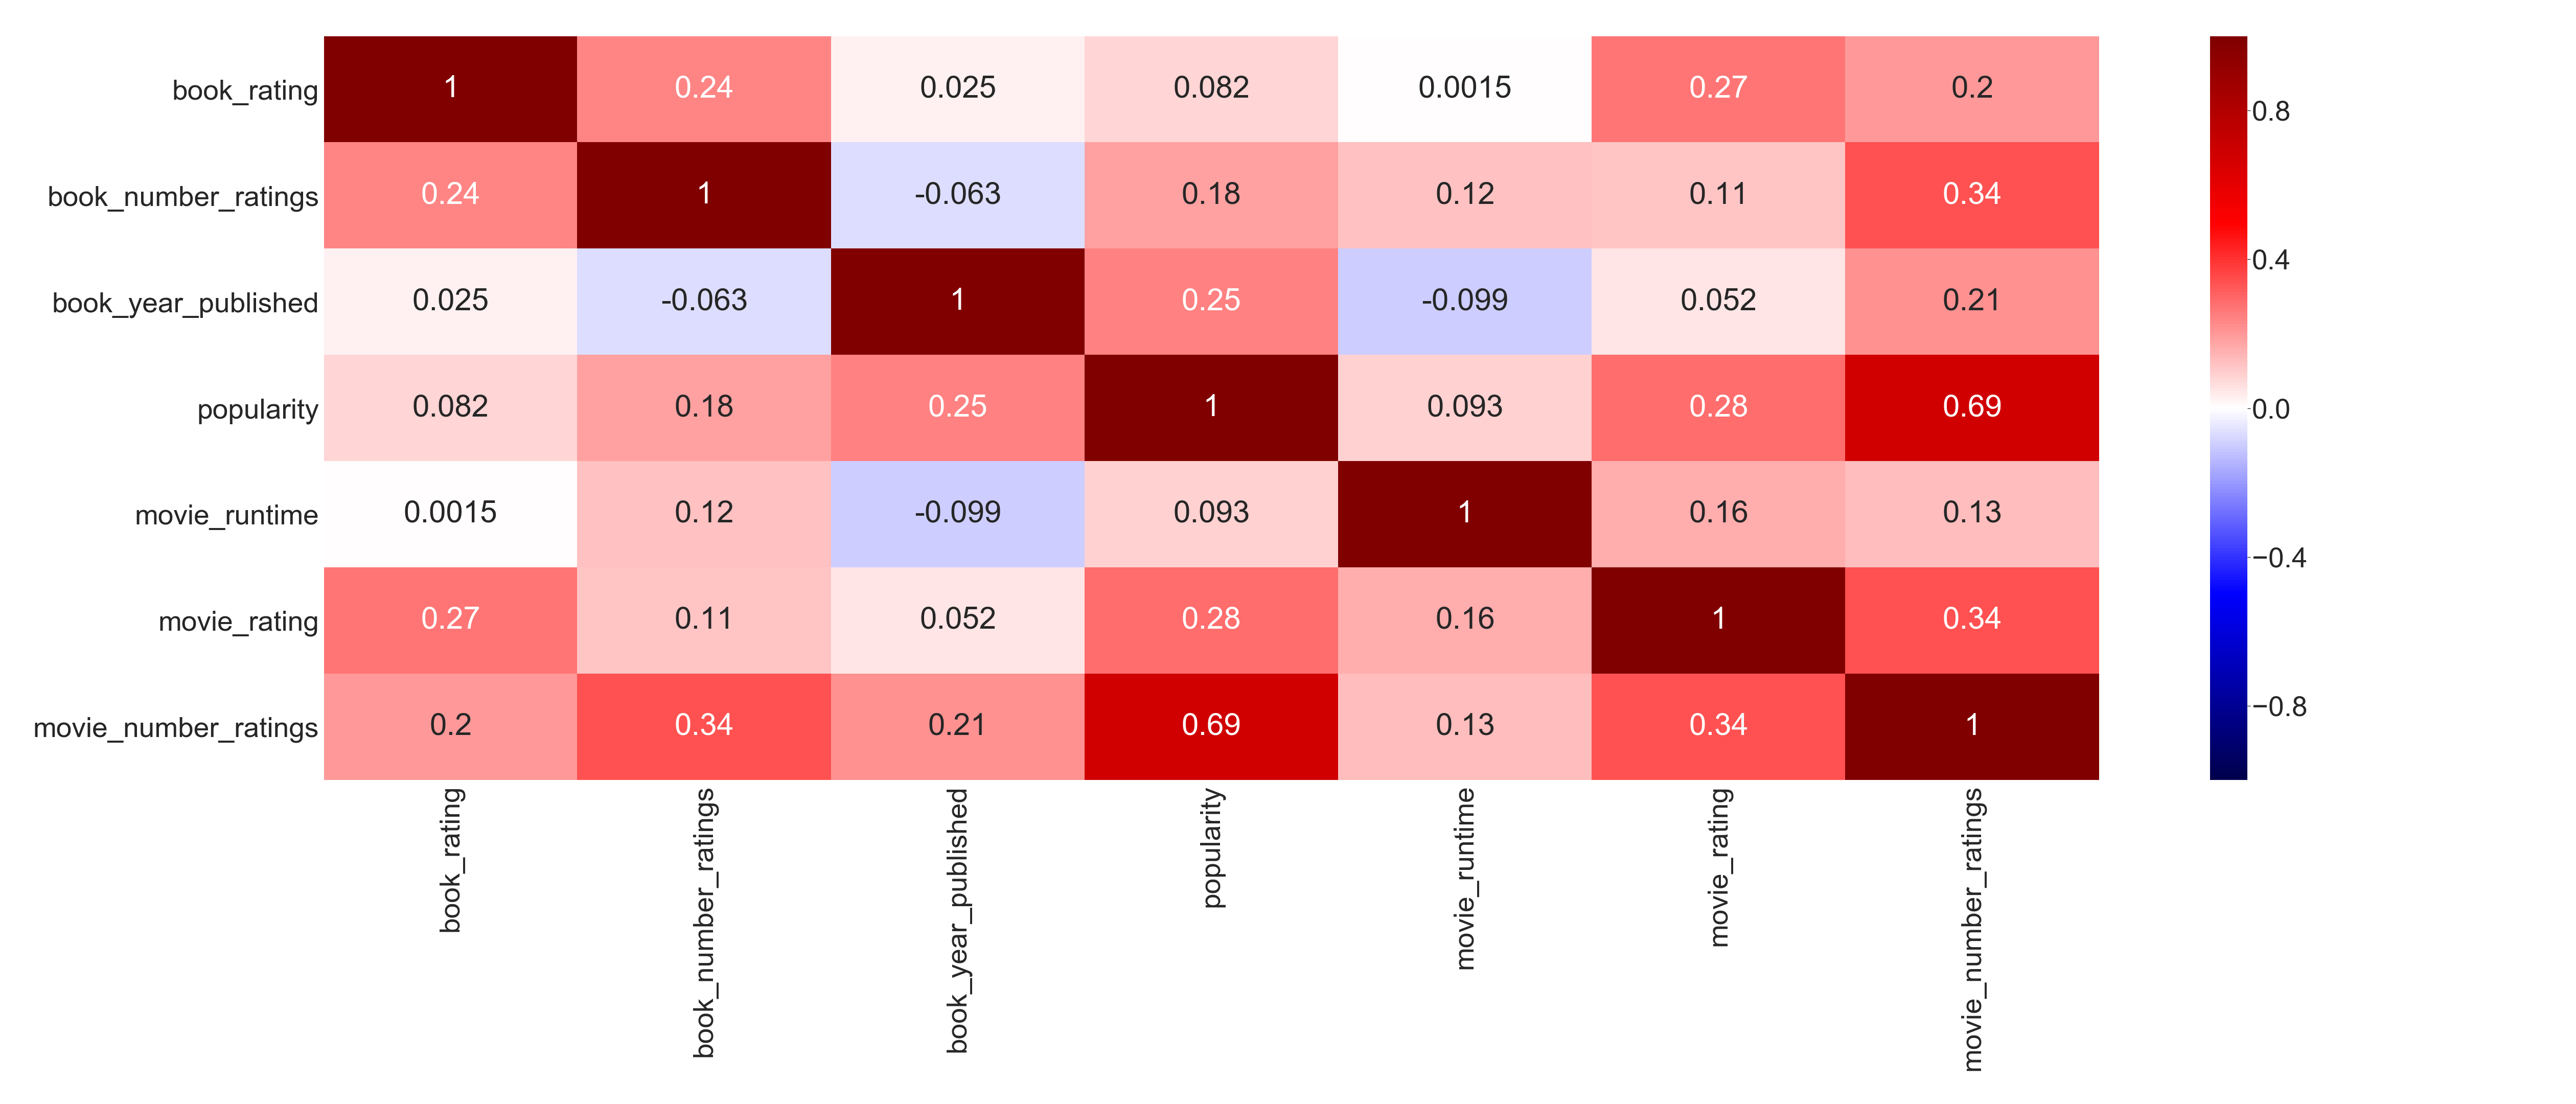 book_rating 1 0.24 0.025 0.082 0.0015 0.27 0.2
book_number_ratings 0.24 1 -0.063 0.18 0.12 0.11 0.34
book_year_published 0.025 -0.063 1 0.25 -0.099 0.052 0.21
popularity 0.082 0.18 0.25 1 0.093 0.28 0.69
movie_runtime 0.0015 0.12 -0.099 0.093 1 0.16 0.13
movie_rating 0.27 0.11 0.052 0.28 0.16 1 0.34
movie_number_ratings 0.2 0.34 0.21 0.69 0.13 0.34 1
book_rating
book_number_ratings
book_year_published
popularity
movie_runtime
movie_rating
movie_number_ratings
0.8
0.4
0.0
−0.4
−0.8